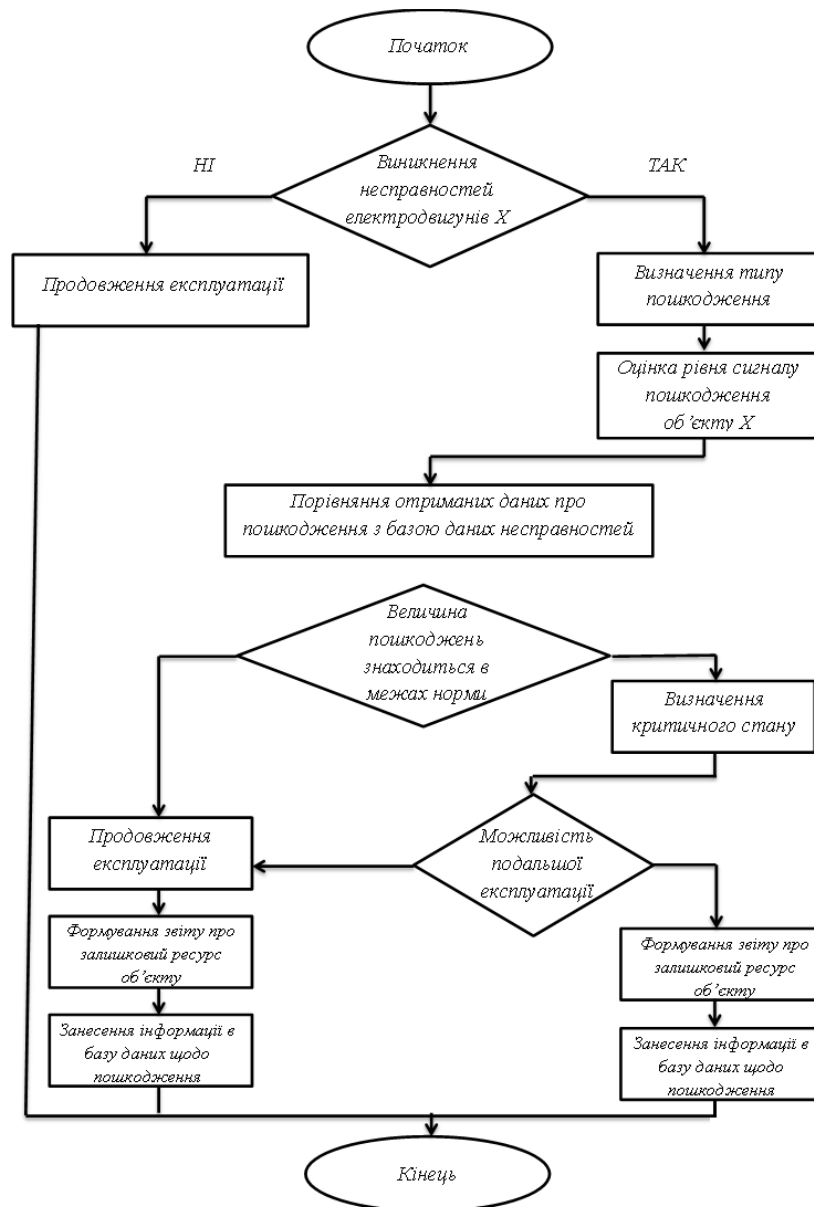 Початок
НІ
Виникнення
несправностей
електродвигунів X
ТАК
Продовження експлуатації
Визначення типу
пошкодження
Оцінка рівня сигналу
пошкодження
об’єкту X
Порівняння отриманих даних про
пошкодження з базою даних несправностей
Величина
пошкоджень
знаходиться в
межах норми
Визначення
критичного стану
Продовження
експлуатації
Можливість
подальшої
експлуатації
Формування звіту про
залишковий ресурс
об’єкту
Формування звіту про
залишковий ресурс
об’єкту
Занесення інформації в
базу даних щодо
пошкодження
Занесення інформації в
базу даних щодо
пошкодження
Кінець